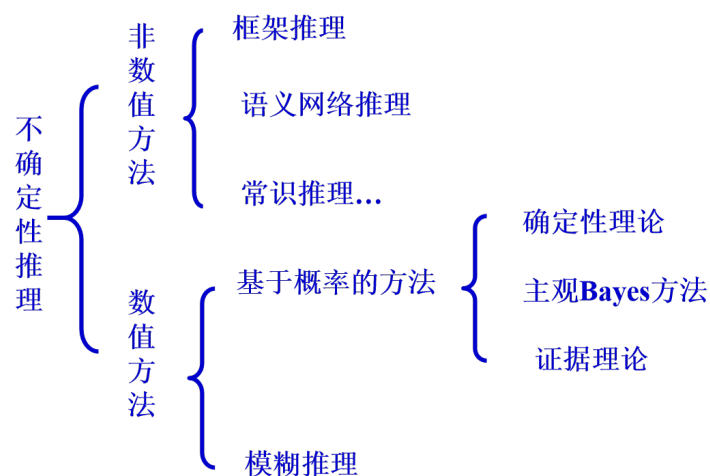 不确定性推理
非数值方法
框架推理
语义网络推理
常识推理...
数值方法
基于概率的方法
确定性理论
主观Bayes方法
证据理论
模糊推理